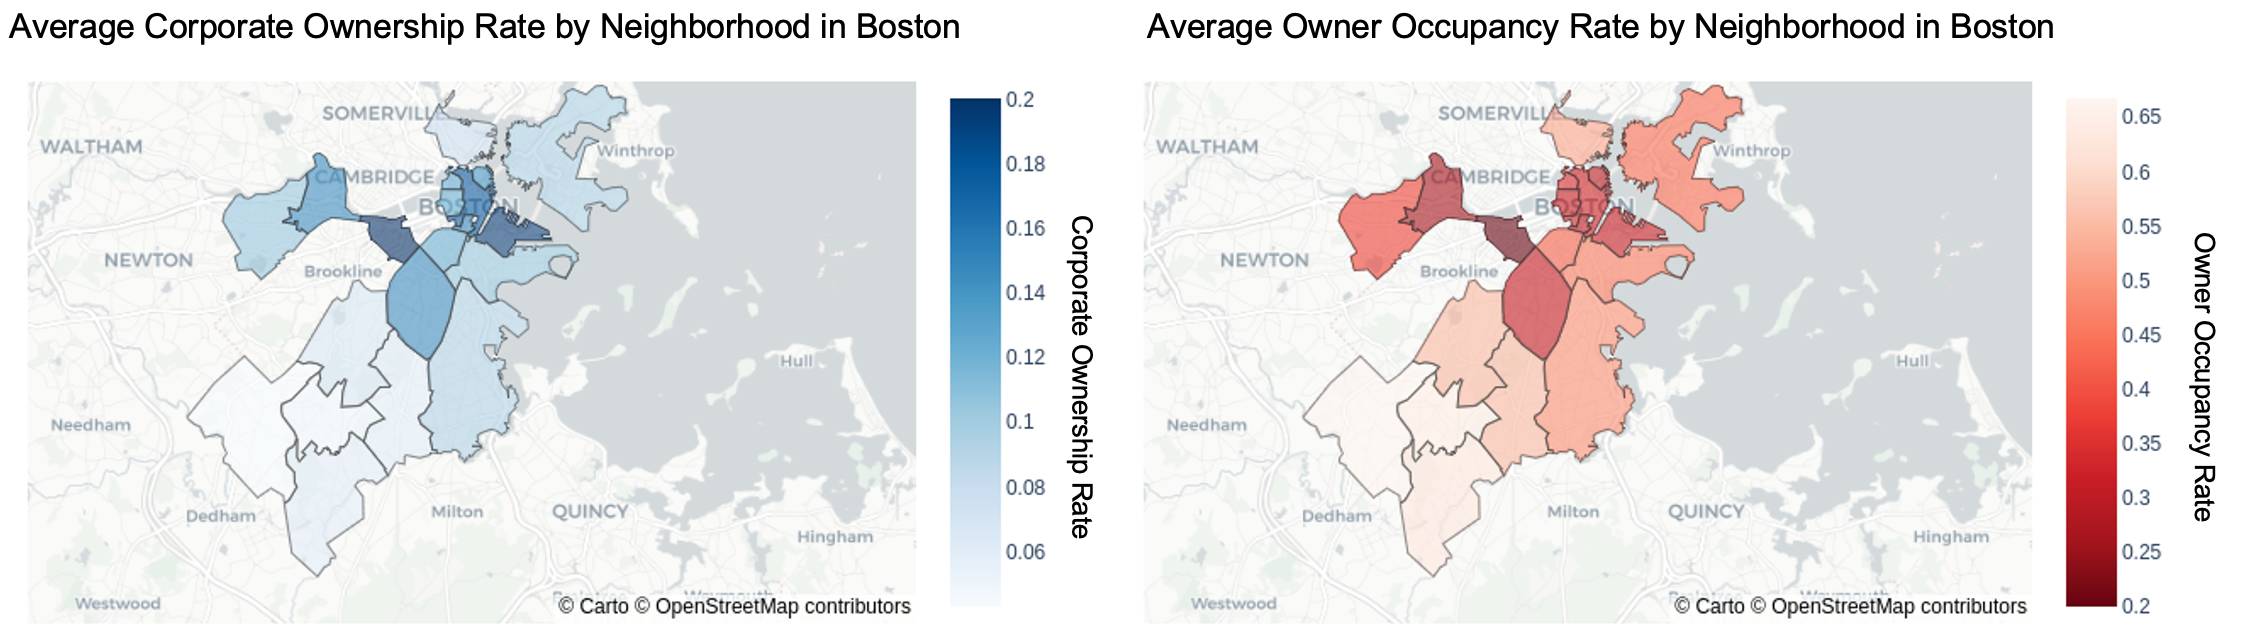 Average Corporate Ownership Rate by Neighborhood in Boston
SOMERVILLE
WALTHAM
Winthrop
CAMBRIDGE
BOSTON
NEWTON
Brookline
Hull
Needham
Dedham
Milton
QUINCY
Hingham
Westwood
© Carto © OpenStreetMap contributors
0.2
0.18
0.16
0.14
0.12
0.1
0.08
0.06
Corporate Ownership Rate
Average Owner Occupancy Rate by Neighborhood in Boston
SOMERVILLE
WALTHAM
Winthrop
CAMBRIDGE
BOSTON
NEWTON
Brookline
Hull
Needham
Dedham
Milton
QUINCY
Hingham
Westwood
© Carto © OpenStreetMap contributors
0.65
0.6
0.55
0.5
0.45
0.4
0.35
0.3
0.25
0.2
Owner Occupancy Rate